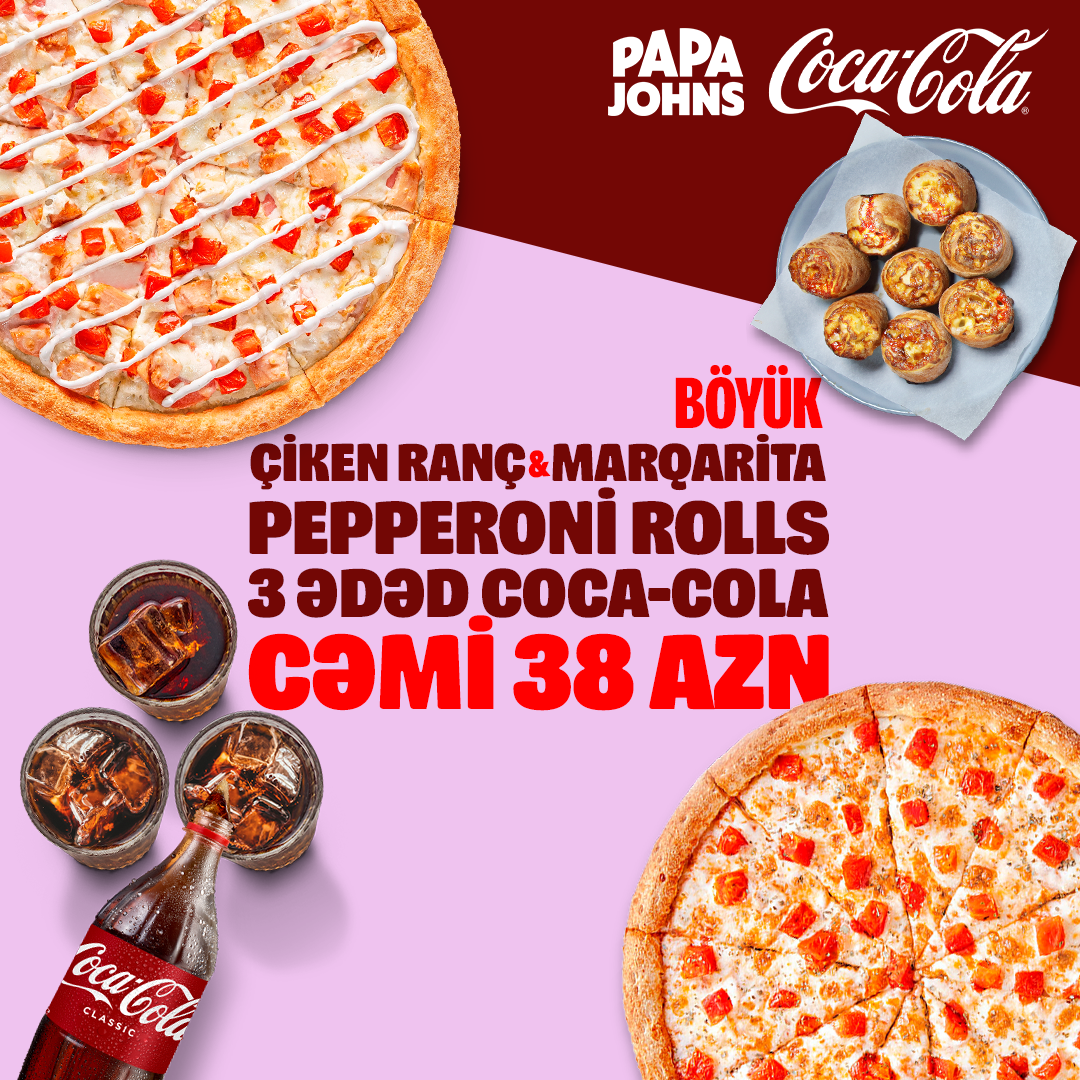 PAPA JOHNS
Coca-Cola®
BÖYÜK
ÇİKEN RANÇ & MARQARİTA
PEPPERONİ ROLLS
3 ƏDƏD COCA-COLA
CƏMİ 38 AZN
Coca-Cola
CLASSIC